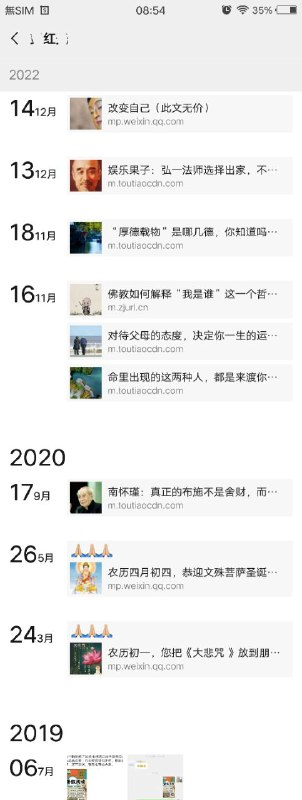 無SIM 08:54 35%
红
2022
14 12月 改变自己（此文无价）
mp.weixin.qq.com
13 12月 娱乐果子：弘一法师选择出家，不…
m.toutiaocdn.com
18 11月 “厚德载物”是哪几德，你知道吗…
m.toutiaocdn.com
16 11月 佛教如何解释“我是谁”这一个哲…
m.zjurl.cn
对待父母的态度，决定你一生的运…
m.toutiaocdn.com
命里出现的这两种人，都是来渡你…
m.toutiaocdn.com
2020
17 9月 南怀瑾：真正的布施不是舍财，而…
m.toutiaocdn.com
26 5月 🙏🙏🙏
农历四月初四，恭迎文殊菩萨圣诞…
mp.weixin.qq.com
24 3月 🙏🙏🙏
农历初一，您把《大悲咒 》放到朋…
mp.weixin.qq.com
2019
06 7月